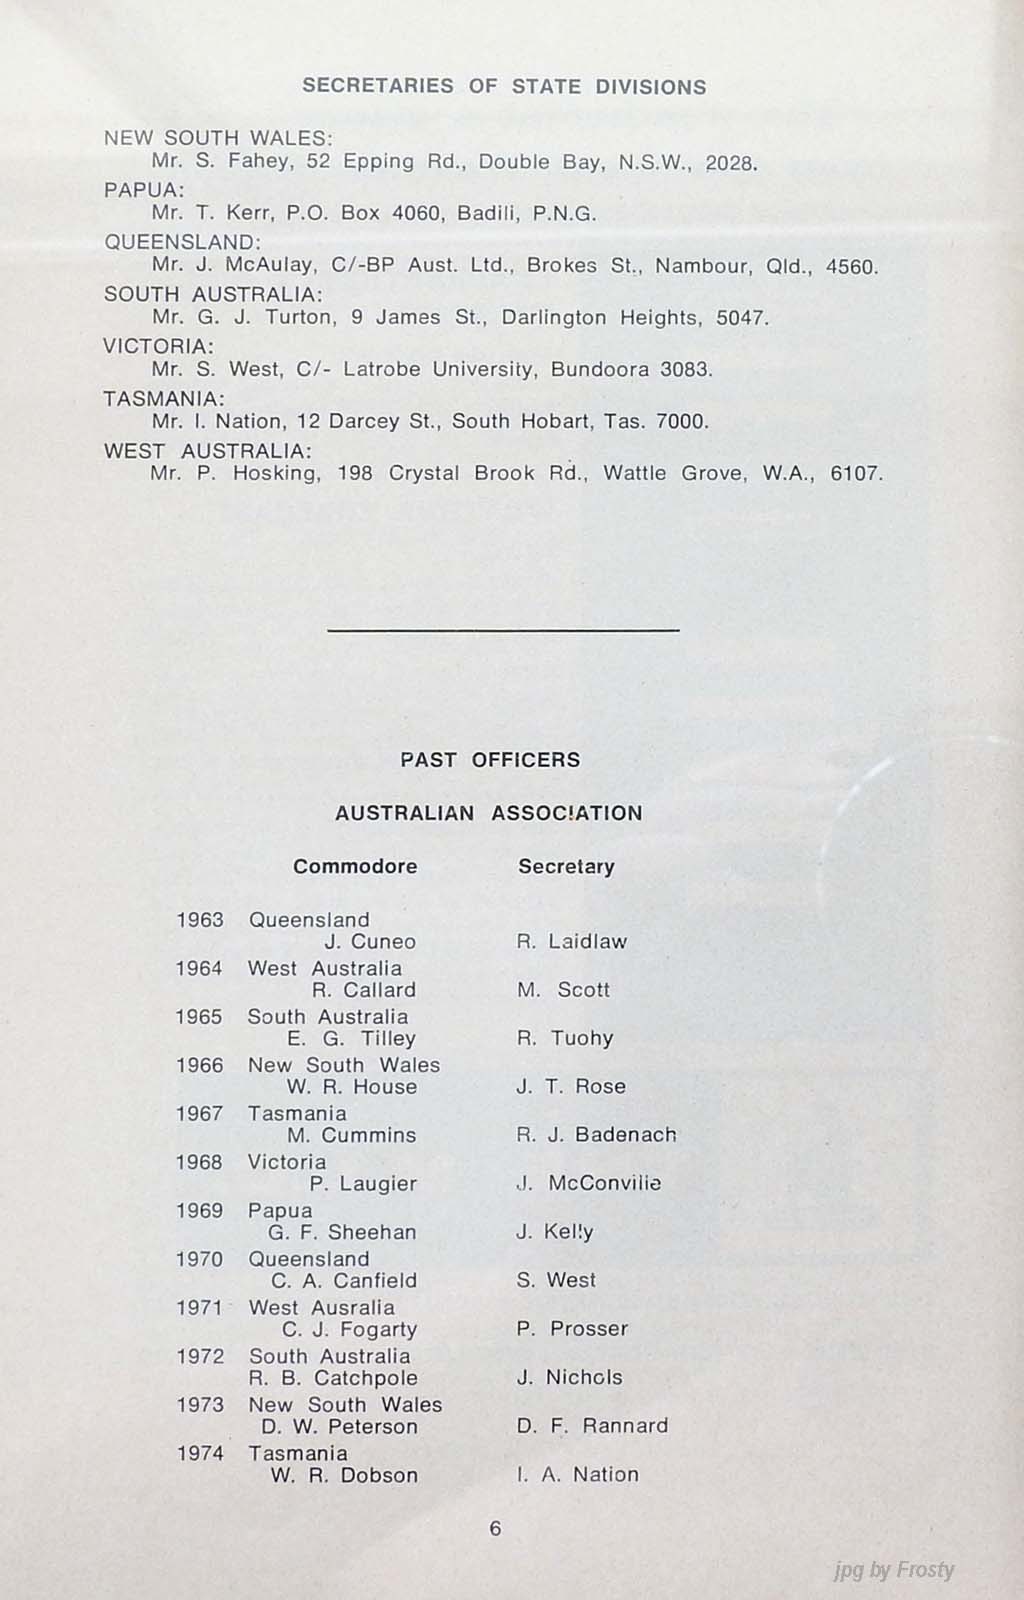 SECRETARIES OF STATE DIVISIONS
NEW SOUTH WALES:
Mr. S. Fahey, 52 Epping Rd., Double Bay, N.S.W., 2028.
PAPUA:
Mr. T. Kerr, P.O. Box 4060, Badili, P.N.G.
QUEENSLAND:
Mr. J. McAulay, C/-BP Aust. Ltd., Brokes St., Nambour, Qld., 4560.
SOUTH AUSTRALIA:
Mr. G. J. Turton, 9 James St., Darlington Heights, 5047.
VICTORIA:
Mr. S. West, C/- Latrobe University, Bundoora 3083.
TASMANIA:
Mr. I. Nation, 12 Darcey St., South Hobart, Tas. 7000.
WEST AUSTRALIA:
Mr. P. Hosking, 198 Crystal Brook Rd., Wattle Grove, W.A., 6107.
PAST OFFICERS
AUSTRALIAN ASSOCIATION
Commodore Secretary
1963 Queensland
J. Cuneo R. Laidlaw
1964 West Australia
R. Callard M. Scott
1965 South Australia
E. G. Tilley R. Tuohy
1966 New South Wales
W. R. House J. T. Rose
1967 Tasmania
M. Cummins R. J. Badenach
1968 Victoria
P. Laugier J. McConville
1969 Papua
G. F. Sheehan J. Kelly
1970 Queensland
C. A. Canfield S. West
1971 West Ausralia
C. J. Fogarty P. Prosser
1972 South Australia
R. B. Catchpole J. Nichols
1973 New South Wales
D. W. Peterson D. F. Rannard
1974 Tasmania
W. R. Dobson I. A. Nation
6
jpg by Frosty